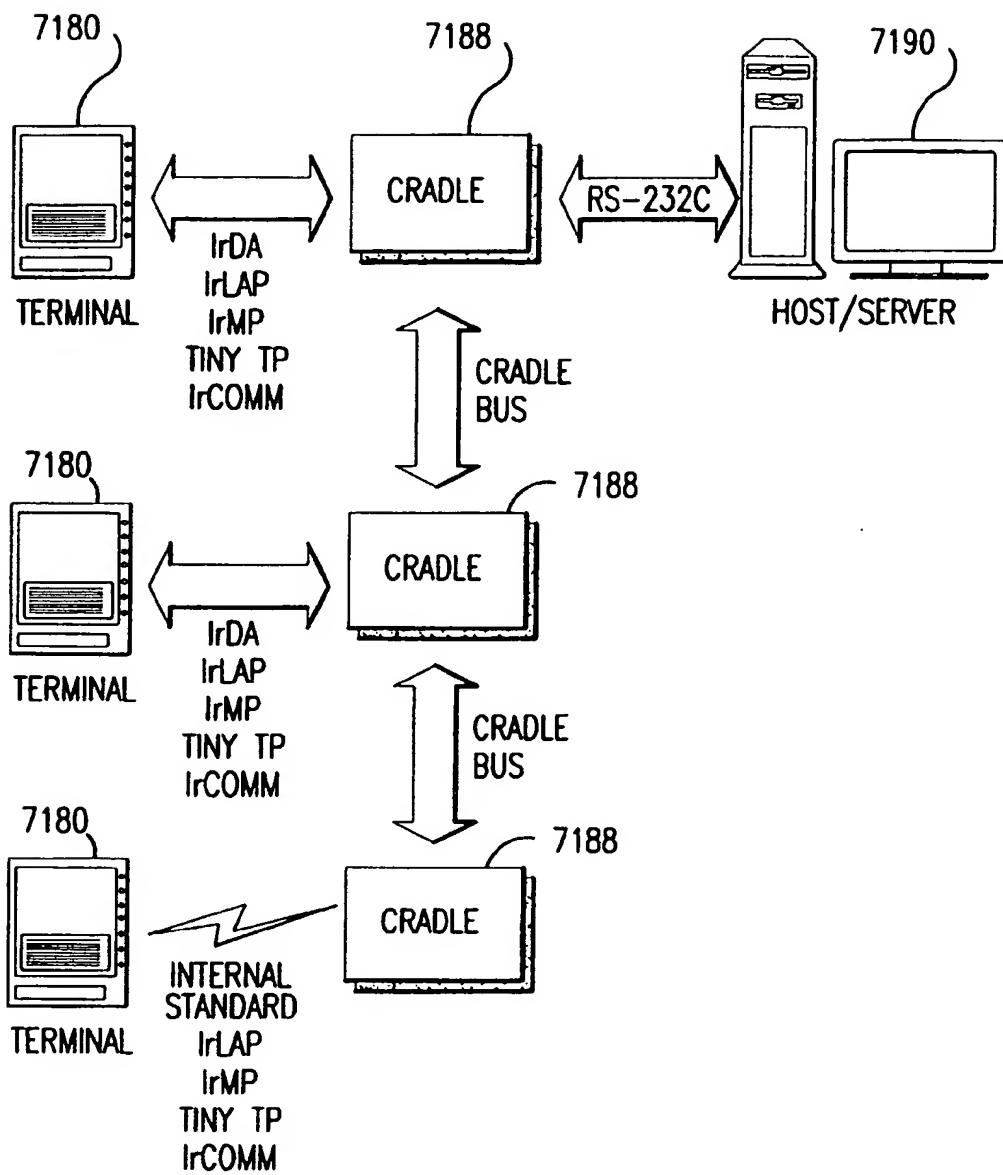 7180
7188
7190
CRADLE
RS-232C
IrDA
IrLAP
IrMP
TINY TP
IrCOMM
TERMINAL
HOST/SERVER
CRADLE
BUS
7180
7188
CRADLE
IrDA
IrLAP
IrMP
TINY TP
IrCOMM
TERMINAL
CRADLE
BUS
7180
7188
CRADLE
INTERNAL
STANDARD
IrLAP
IrMP
TINY TP
IrCOMM
TERMINAL